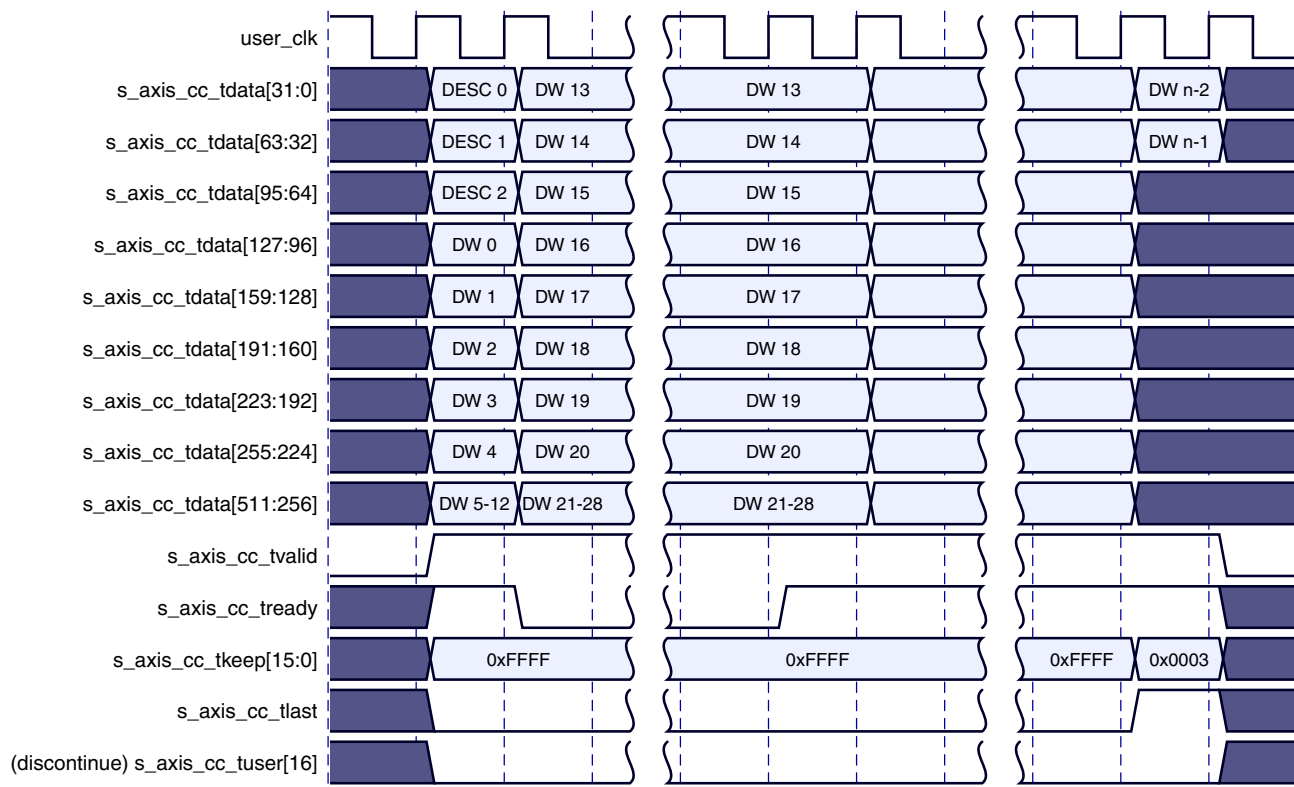 user_clk
s_axis_cc_tdata[31:0] DESC 0 DW 13 DW 13 DW n-2
s_axis_cc_tdata[63:32] DESC 1 DW 14 DW 14 DW n-1
s_axis_cc_tdata[95:64] DESC 2 DW 15 DW 15
s_axis_cc_tdata[127:96] DW 0 DW 16 DW 16
s_axis_cc_tdata[159:128] DW 1 DW 17 DW 17
s_axis_cc_tdata[191:160] DW 2 DW 18 DW 18
s_axis_cc_tdata[223:192] DW 3 DW 19 DW 19
s_axis_cc_tdata[255:224] DW 4 DW 20 DW 20
s_axis_cc_tdata[511:256] DW 5-12 DW 21-28 DW 21-28
s_axis_cc_tvalid
s_axis_cc_tready
s_axis_cc_tkeep[15:0] 0xFFFF 0xFFFF 0xFFFF 0x0003
s_axis_cc_tlast
(discontinue) s_axis_cc_tuser[16]